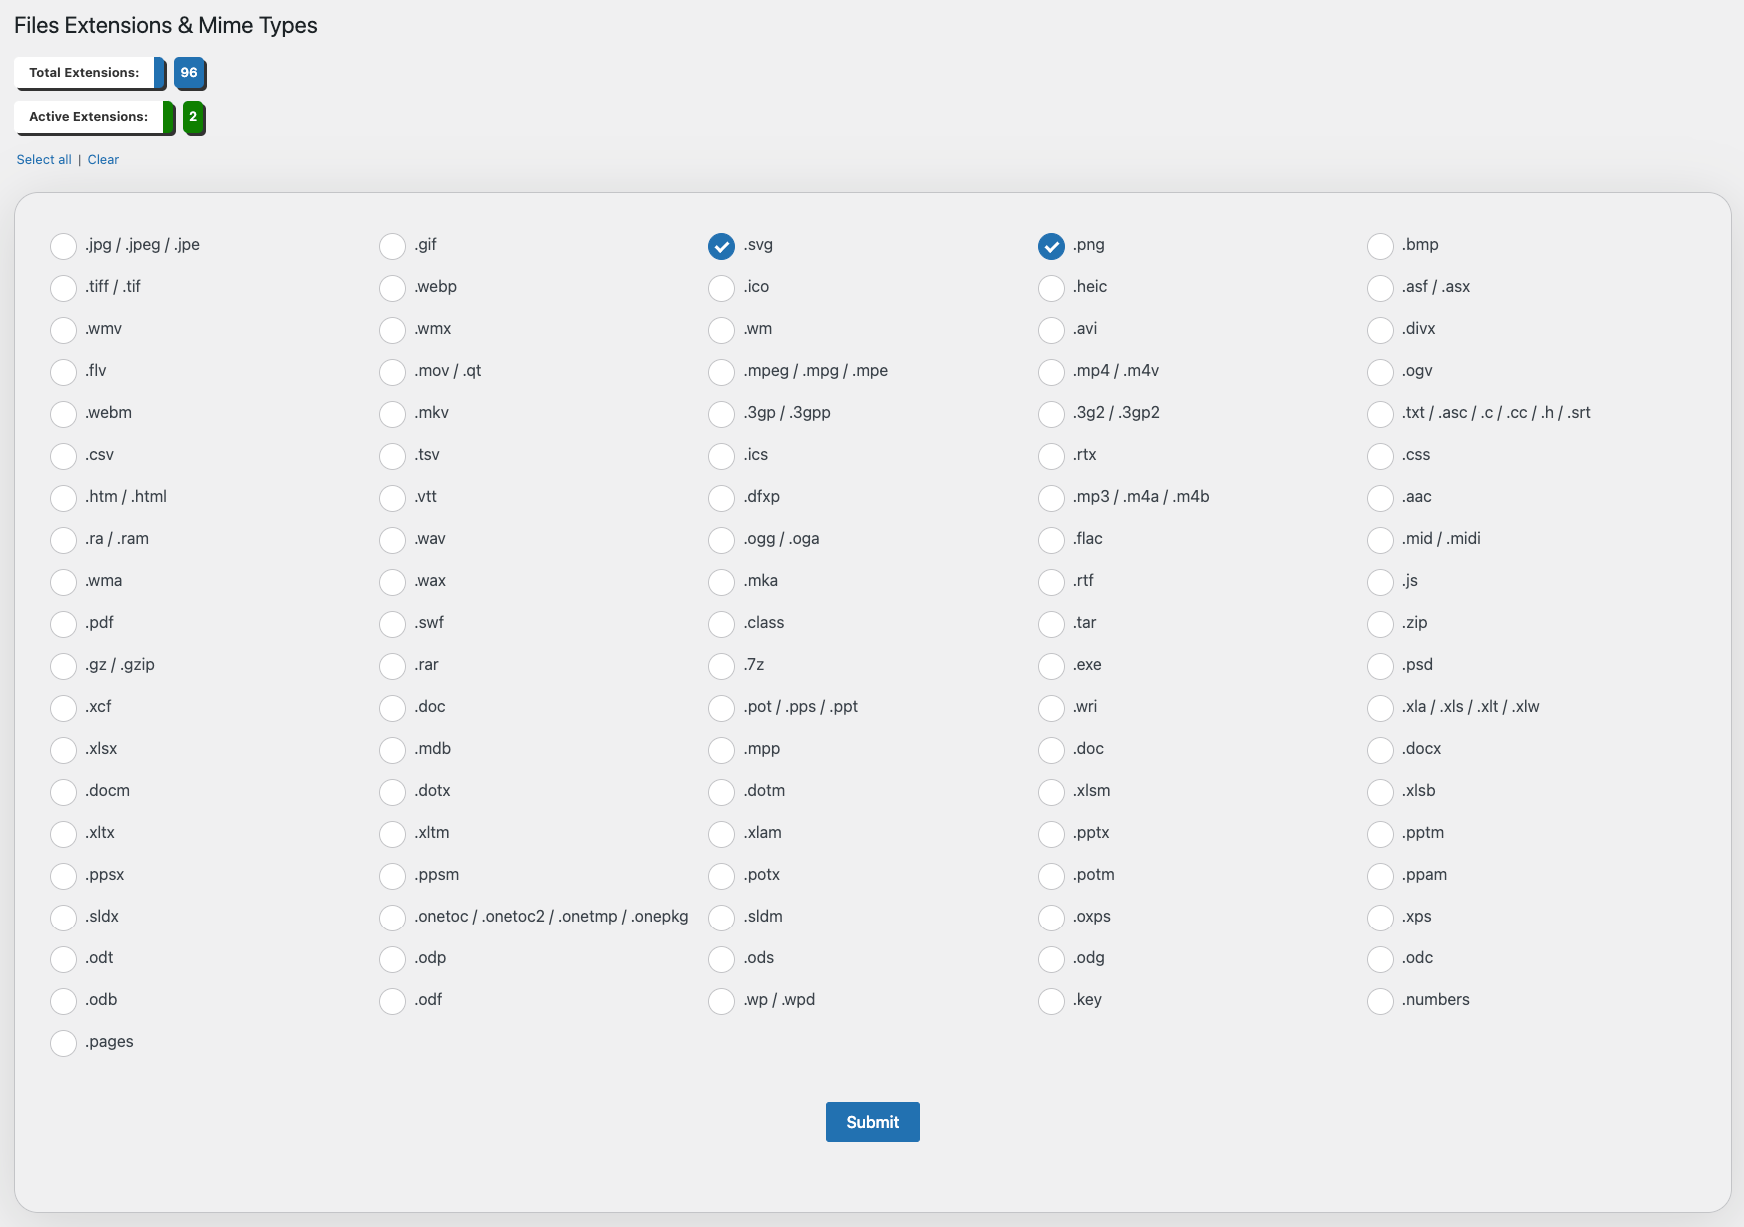 Files Extensions & Mime Types
Total Extensions: 96
Active Extensions: 2
Select all | Clear
.jpg / .jpeg / .jpe .gif .svg .png .bmp
.tiff / .tif .webp .ico .heic .asf / .asx
.wmv .wmx .wm .avi .divx
.flv .mov / .qt .mpeg / .mpg / .mpe .mp4 / .m4v .ogv
.webm .mkv .3gp / .3gpp .3g2 / .3gp2 .txt / .asc / .c / .cc / .h / .srt
.csv .tsv .ics .rtx .css
.htm / .html .vtt .dfxp .mp3 / .m4a / .m4b .aac
.ra / .ram .wav .ogg / .oga .flac .mid / .midi
.wma .wax .mka .rtf .js
.pdf .swf .class .tar .zip
.gz / .gzip .rar .7z .exe .psd
.xcf .doc .pot / .pps / .ppt .wri .xla / .xls / .xlt / .xlw
.xlsx .mdb .mpp .doc .docx
.docm .dotx .dotm .xlsm .xlsb
.xltx .xltm .xlam .pptx .pptm
.ppsx .ppsm .potx .potm .ppam
.sldx .onetoc / .onetoc2 / .onetmp / .onepkg .sldm .oxps .xps
.odt .odp .ods .odg .odc
.odb .odf .wp / .wpd .key .numbers
.pages
Submit